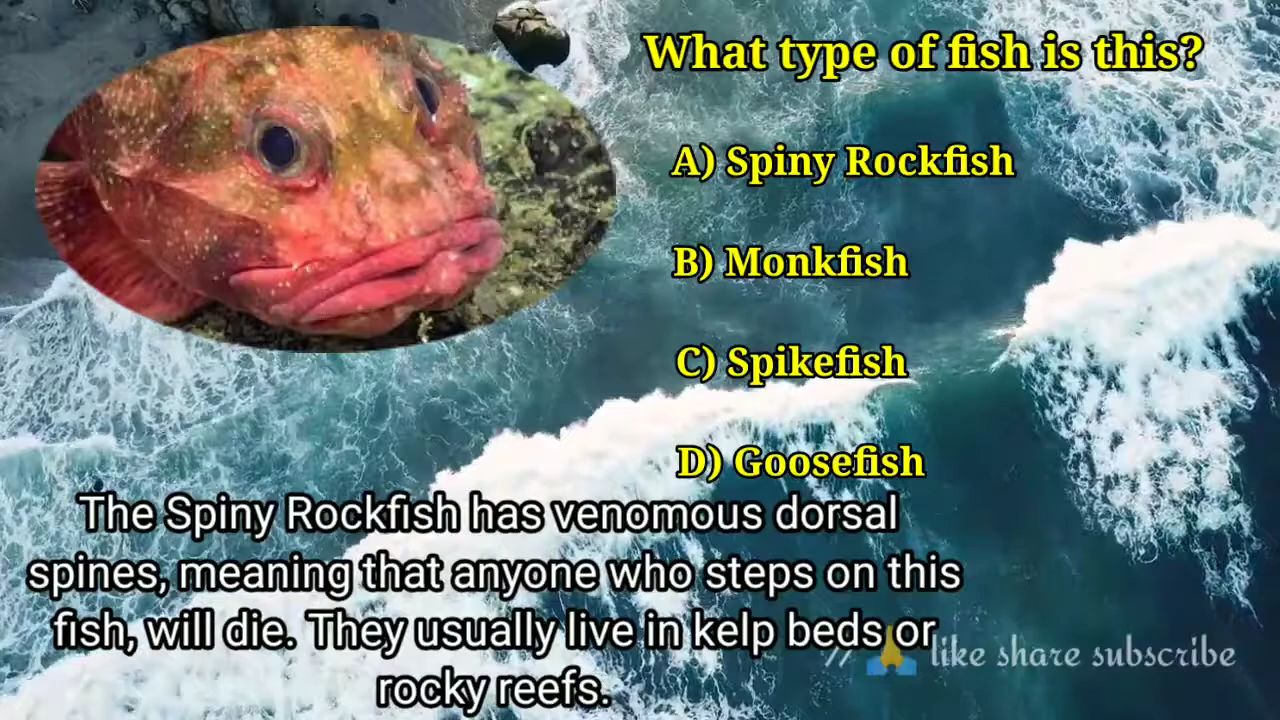 What type of fish is this?
A) Spiny Rockfish
B) Monkfish
C) Spikefish
D) Goosefish
The Spiny Rockfish has venomous dorsal
spines, meaning that anyone who steps on this
fish, will die. They usually live in kelp beds or
rocky reefs.
// 🙏 like share subscribe